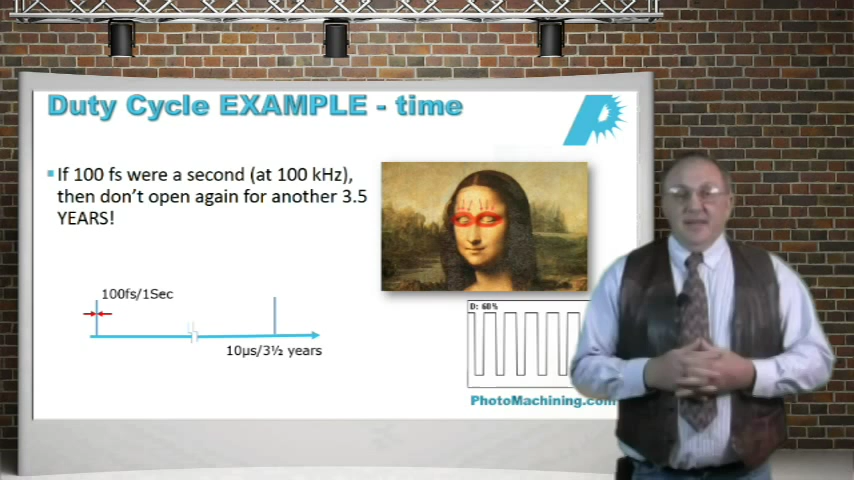 Duty Cycle EXAMPLE - time
If 100 fs were a second (at 100 kHz),
then don't open again for another 3.5
YEARS!
100fs/1Sec
10µs/3½ years
D: 60%
PhotoMachining.com